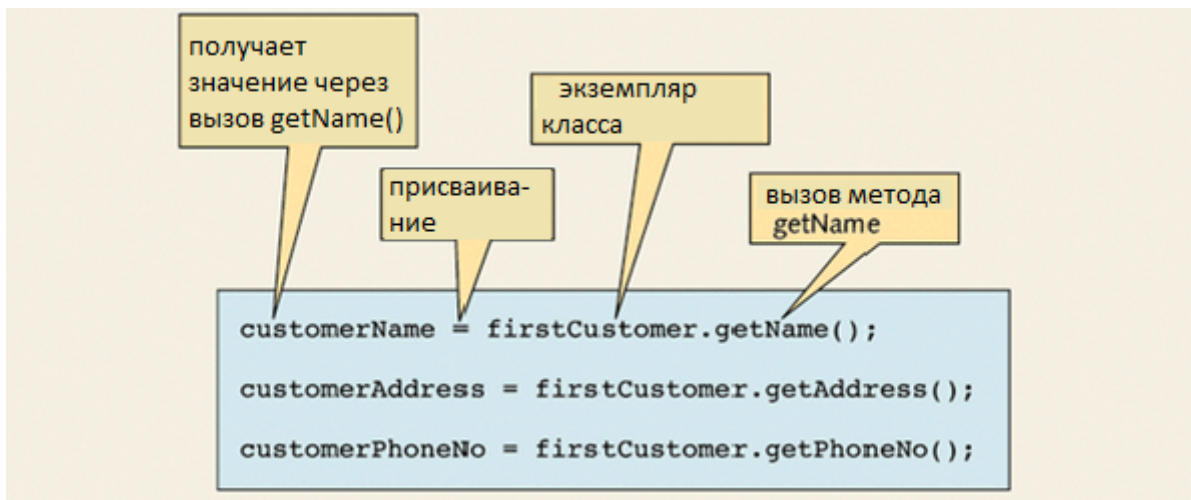 получает
значение через
вызов getName()
экземпляр
класса
присваива-
ние
вызов метода
getName
customerName = firstCustomer.getName();
customerAddress = firstCustomer.getAddress();
customerPhoneNo = firstCustomer.getPhoneNo();